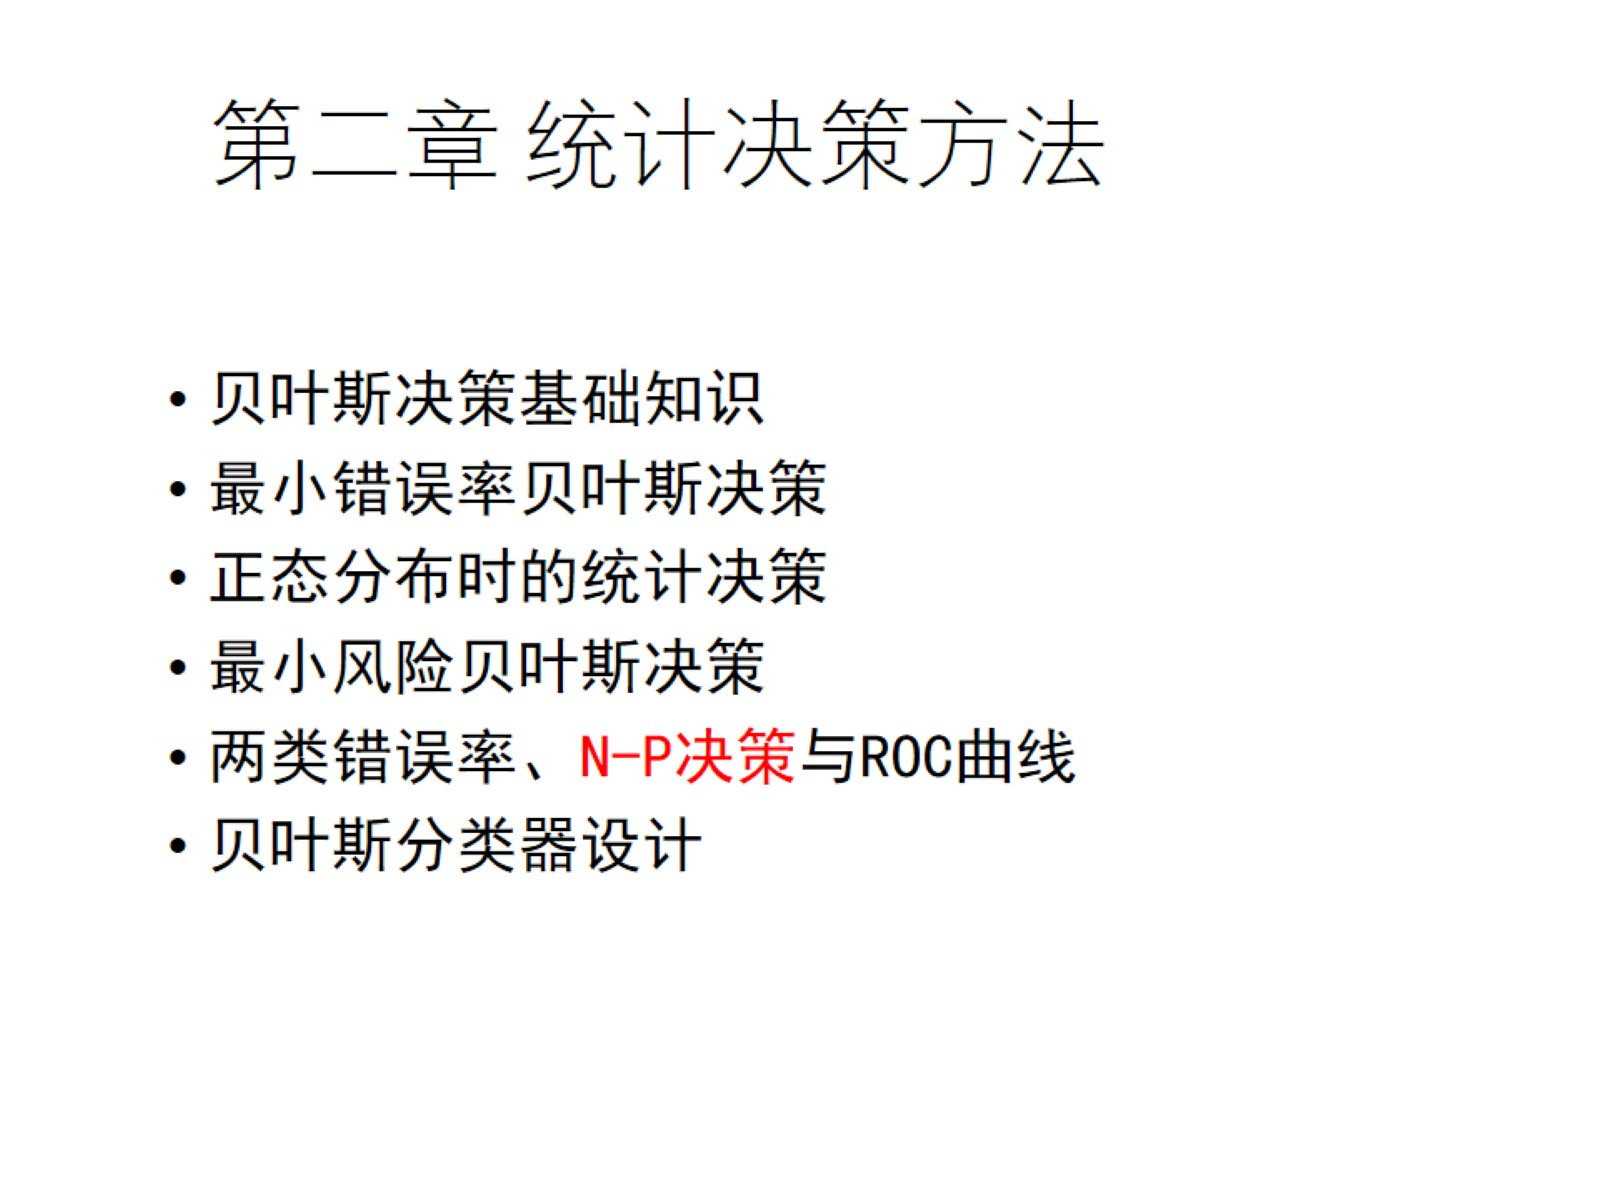 第二章 统计决策方法
• 贝叶斯决策基础知识
• 最小错误率贝叶斯决策
• 正态分布时的统计决策
• 最小风险贝叶斯决策
• 两类错误率、N-P决策与ROC曲线
• 贝叶斯分类器设计